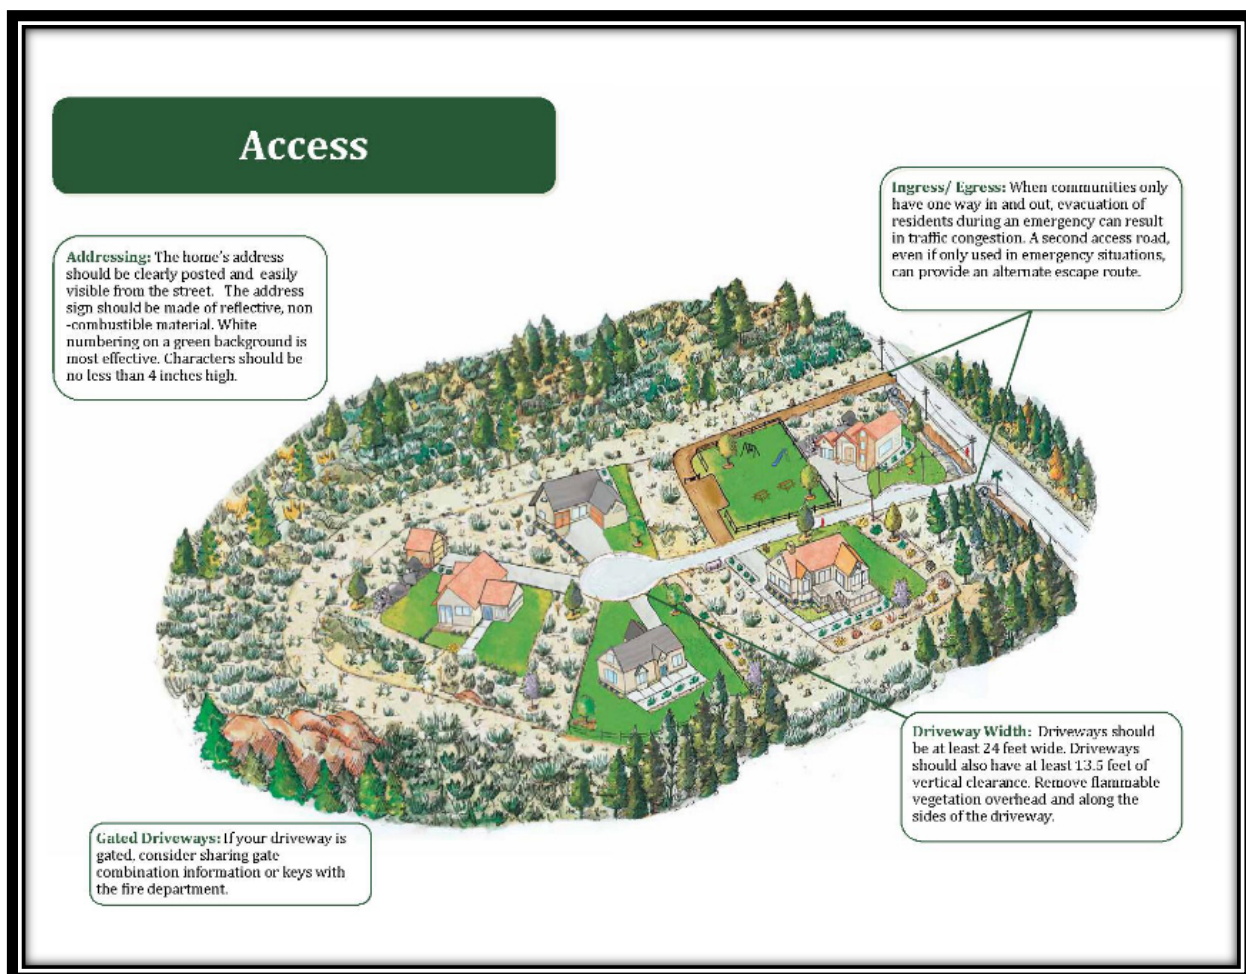 Access
Addressing: The home's address
should be clearly posted and easily
visible from the street. The address
sign should be made of reflective, non
-combustible material. White
numbering on a green background is
most effective. Characters should be
no less than 4 inches high.
Ingress/ Egress: When communities only
have one way in and out, evacuation of
residents during an emergency can result
in traffic congestion. A second access road,
even if only used in emergency situations,
can provide an alternate escape route.
Driveway Width: Driveways should
be at least 24 feet wide. Driveways
should also have at least 13.5 feet of
vertical clearance. Remove flammable
vegetation overhead and along the
sides of the driveway.
Gated Driveways: If your driveway is
gated, consider sharing gate
combination information or keys with
the fire department.